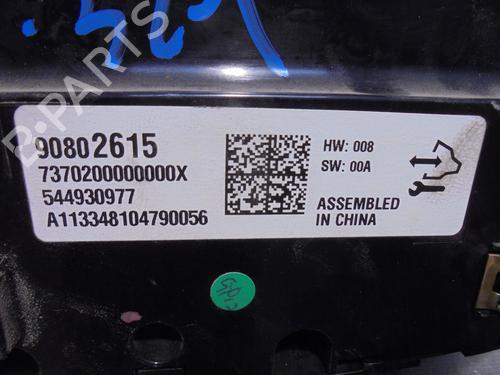 B-PARTS
90802615
7370200000000X
544930977
A113348104790056
HW: 008
SW: 00A
ASSEMBLED
IN CHINA